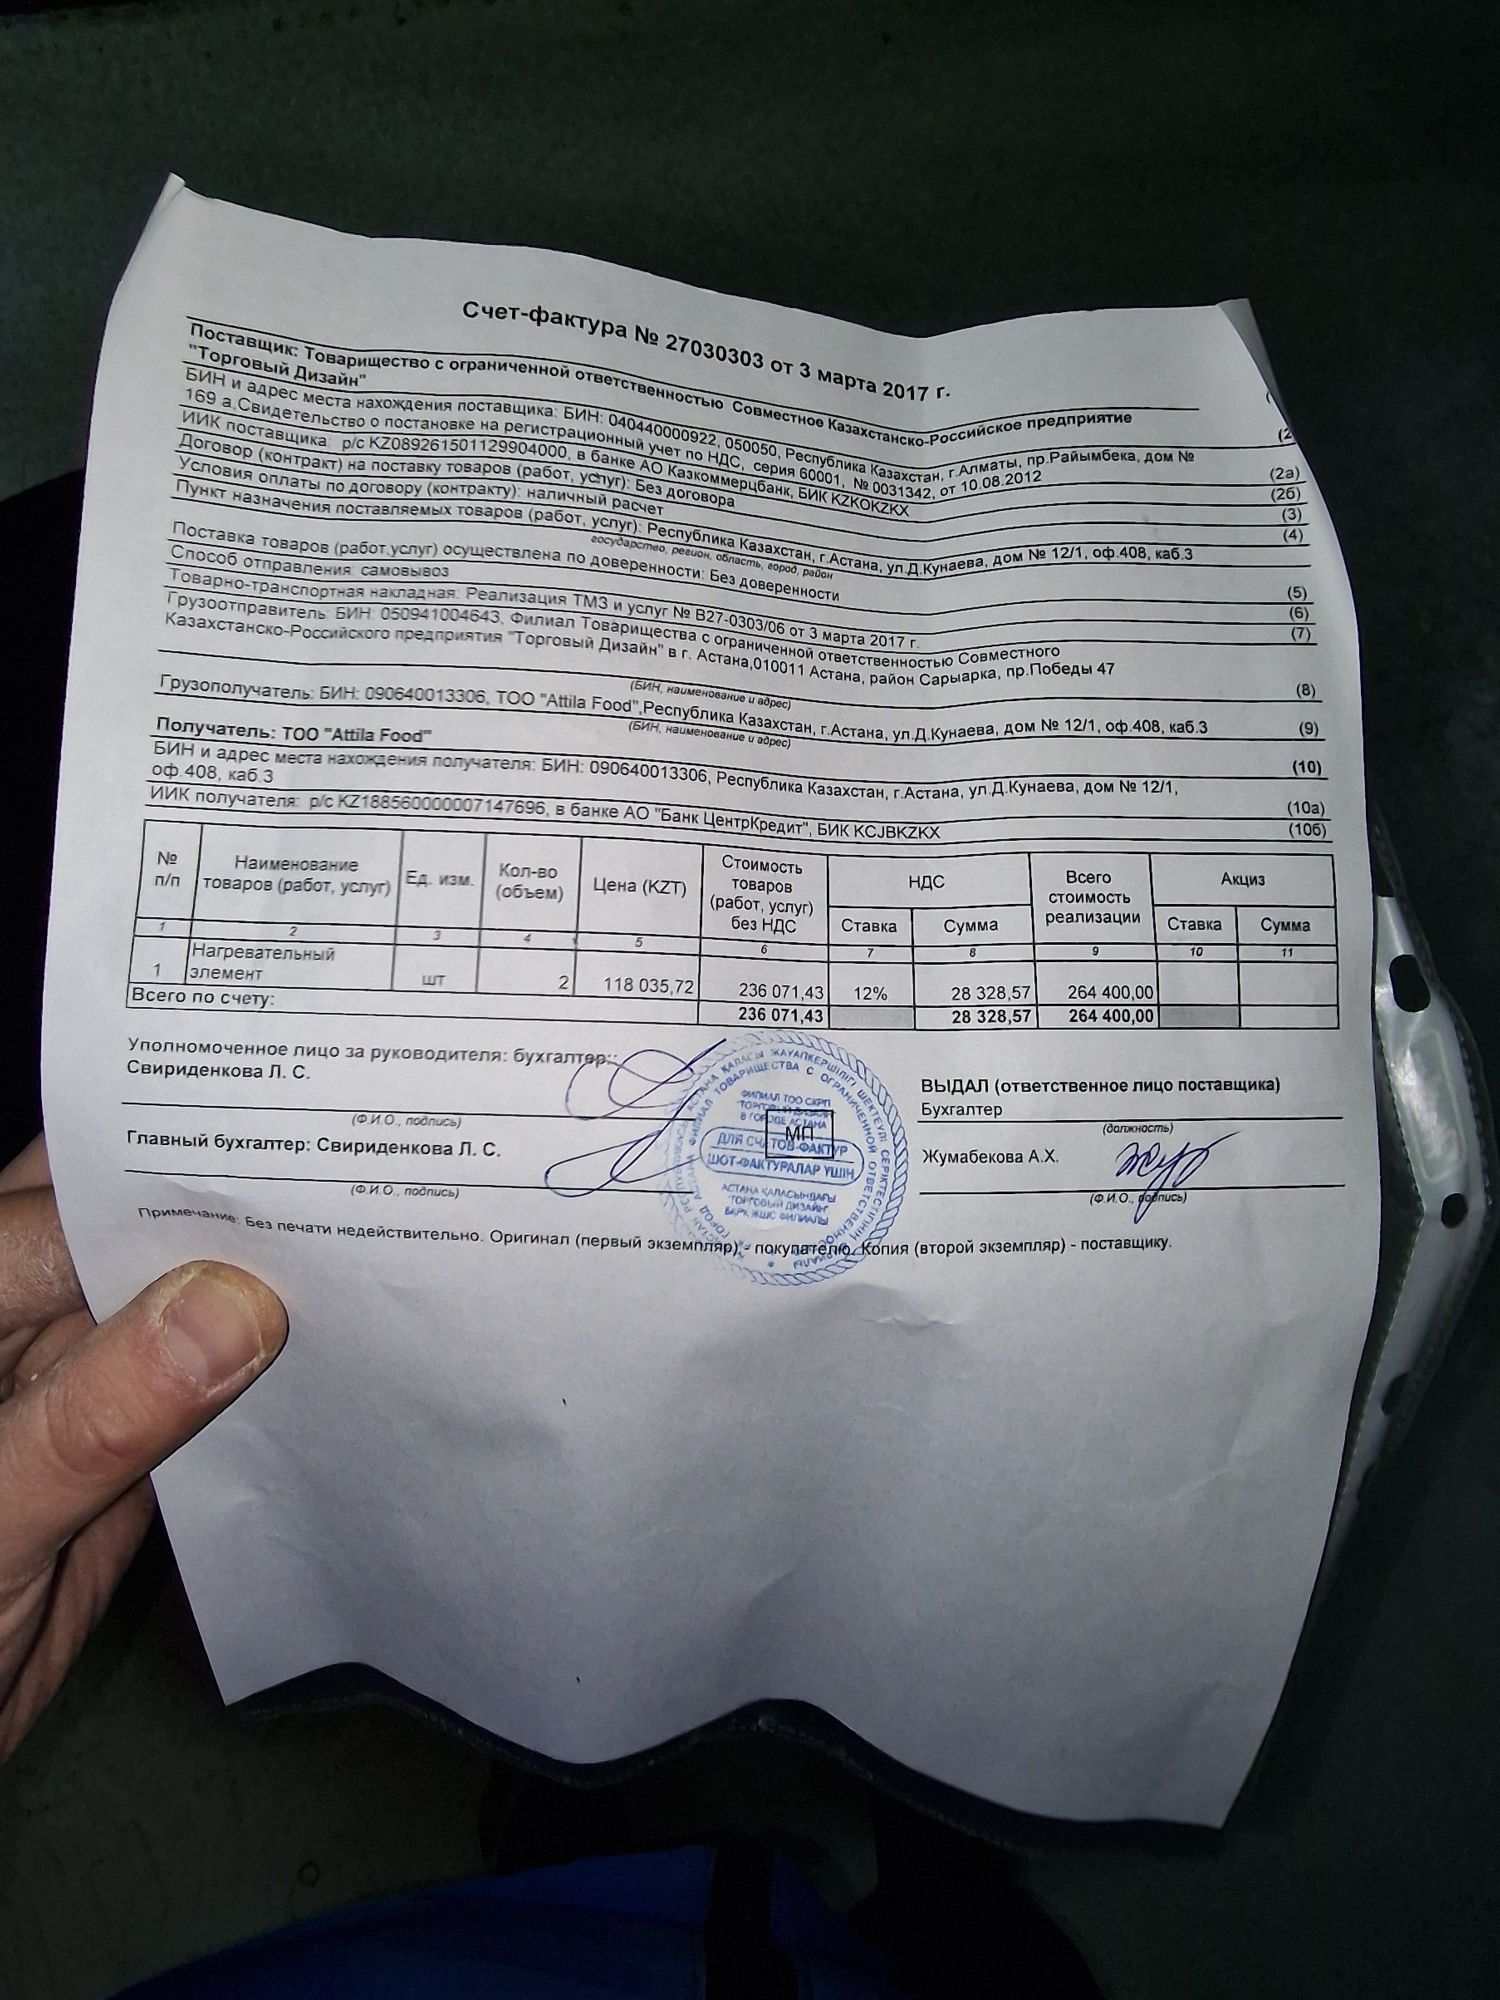 Счет-фактура № 27030303 от 3 марта 2017 г.
Поставщик: Товарищество с ограниченной ответственностью Совместное Казахстанско-Российское предприятие
"Торговый Дизайн"
(2
БИН и адрес места нахождения поставщика: БИН: 040440000922, 050050, Республика Казахстан, г.Алматы, пр.Райымбека, дом №
169 а,Свидетельство о постановке на регистрационный учет по НДС, серия 60001, № 0031342, от 10.08.2012 (2а)
ИИК поставщика: р/с KZ089261501129904000, в банке АО Казкоммерцбанк, БИК KZKOKZKX (2б)
Договор (контракт) на поставку товаров (работ, услуг): Без договора (3)
Условия оплаты по договору (контракту): наличный расчет (4)
Пункт назначения поставляемых товаров (работ, услуг): Республика Казахстан, г.Астана, ул.Д.Кунаева, дом № 12/1, оф.408, каб.3
государство, регион, область, город, район
Поставка товаров (работ,услуг) осуществлена по доверенности: Без доверенности (5)
Способ отправления: самовывоз (6)
Товарно-транспортная накладная: Реализация ТМЗ и услуг № В27-0303/06 от 3 марта 2017 г. (7)
Грузоотправитель: БИН: 050941004643, Филиал Товарищества с ограниченной ответственностью Совместного
Казахстанско-Российского предприятия "Торговый Дизайн" в г. Астана,010011 Астана, район Сарыарка, пр.Победы 47
(8)
(БИН, наименование и адрес)
Грузополучатель: БИН: 090640013306, ТОО "Attila Food",Республика Казахстан, г.Астана, ул.Д.Кунаева, дом № 12/1, оф.408, каб.3 (9)
(БИН, наименование и адрес)
Получатель: ТОО "Attila Food" (10)
БИН и адрес места нахождения получателя: БИН: 090640013306, Республика Казахстан, г.Астана, ул.Д.Кунаева, дом № 12/1,
оф.408, каб.3 (10а)
ИИК получателя: р/с KZ188560000007147696, в банке АО "Банк ЦентрКредит", БИК KCJBKZKX (10б)
№ п/п Наименование товаров (работ, услуг) Ед. изм. Кол-во (объем) Цена (KZT) Стоимость товаров (работ, услуг) без НДС НДС Всего стоимость реализации Акциз
Ставка Сумма Ставка Сумма
1 2 3 4 5 6 7 8 9 10 11
1 Нагревательный элемент шт 2 118 035,72 236 071,43 12% 28 328,57 264 400,00
Всего по счету: 236 071,43 28 328,57 264 400,00
Уполномоченное лицо за руководителя: бухгалтер::
Свириденкова Л. С.
(Ф.И.О., подпись)
Главный бухгалтер: Свириденкова Л. С.
(Ф.И.О., подпись)
ВЫДАЛ (ответственное лицо поставщика)
Бухгалтер
(должность)
Жумабекова А.Х.
(Ф.И.О., подпись)
ФИЛИАЛ ТОО СКРП
ТОРГОВЫЙ ДИЗАЙН
В ГОРОДЕ АСТАНА
МП
ДЛЯ СЧЕТОВ-ФАКТУР
ШОТ-ФАКТУРАЛАР ҮШІН
АСТАНА ҚАЛАСЫНДАҒЫ
"ТОРГОВЫЙ ДИЗАЙН"
БКРК ЖШС ФИЛИАЛЫ
Примечание: Без печати недействительно. Оригинал (первый экземпляр) - покупателю. Копия (второй экземпляр) - поставщику.